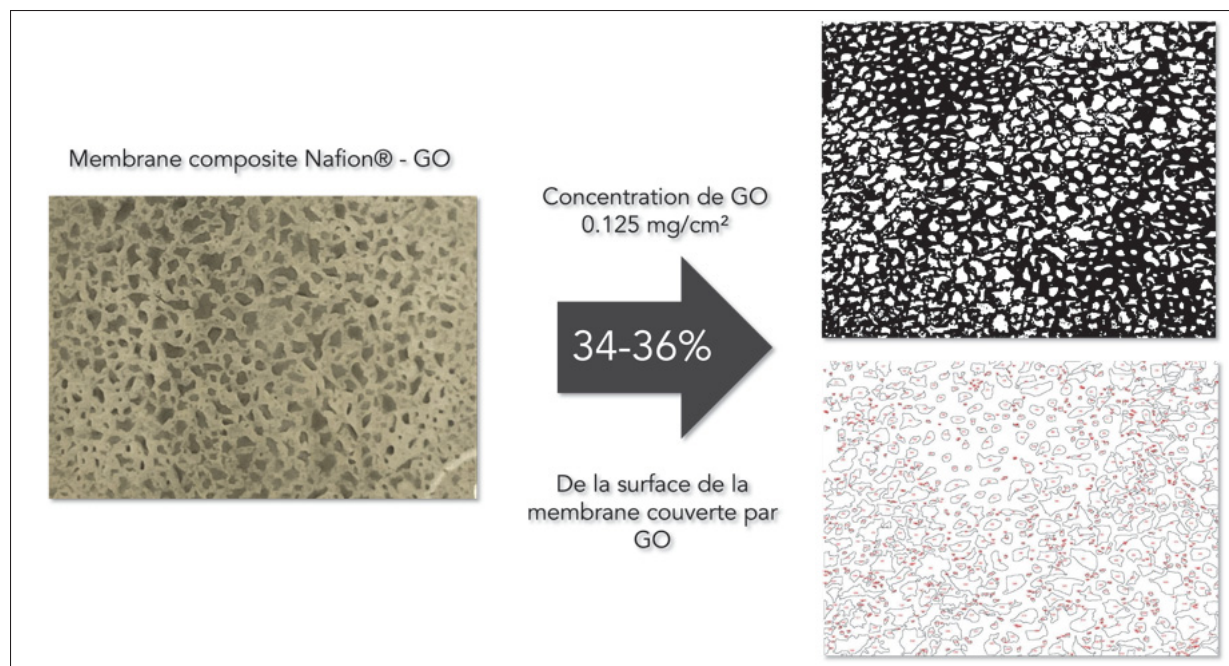 Membrane composite Nafion® - GO
Concentration de GO
0.125 mg/cm²
34-36%
De la surface de la
membrane couverte par
GO